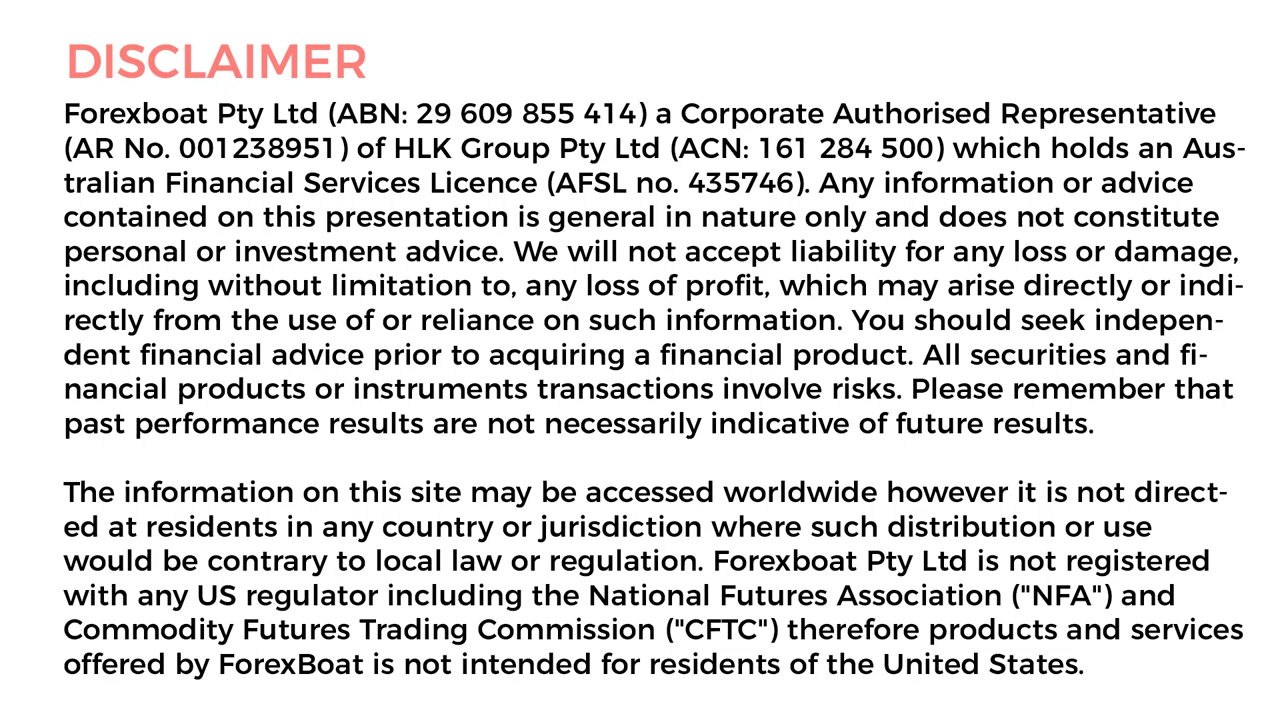 DISCLAIMER
Forexboat Pty Ltd (ABN: 29 609 855 414) a Corporate Authorised Representative
(AR No. 001238951) of HLK Group Pty Ltd (ACN: 161 284 500) which holds an Aus-
tralian Financial Services Licence (AFSL no. 435746). Any information or advice
contained on this presentation is general in nature only and does not constitute
personal or investment advice. We will not accept liability for any loss or damage,
including without limitation to, any loss of profit, which may arise directly or indi-
rectly from the use of or reliance on such information. You should seek indepen-
dent financial advice prior to acquiring a financial product. All securities and fi-
nancial products or instruments transactions involve risks. Please remember that
past performance results are not necessarily indicative of future results.
The information on this site may be accessed worldwide however it is not direct-
ed at residents in any country or jurisdiction where such distribution or use
would be contrary to local law or regulation. Forexboat Pty Ltd is not registered
with any US regulator including the National Futures Association ("NFA") and
Commodity Futures Trading Commission ("CFTC") therefore products and services
offered by ForexBoat is not intended for residents of the United States.